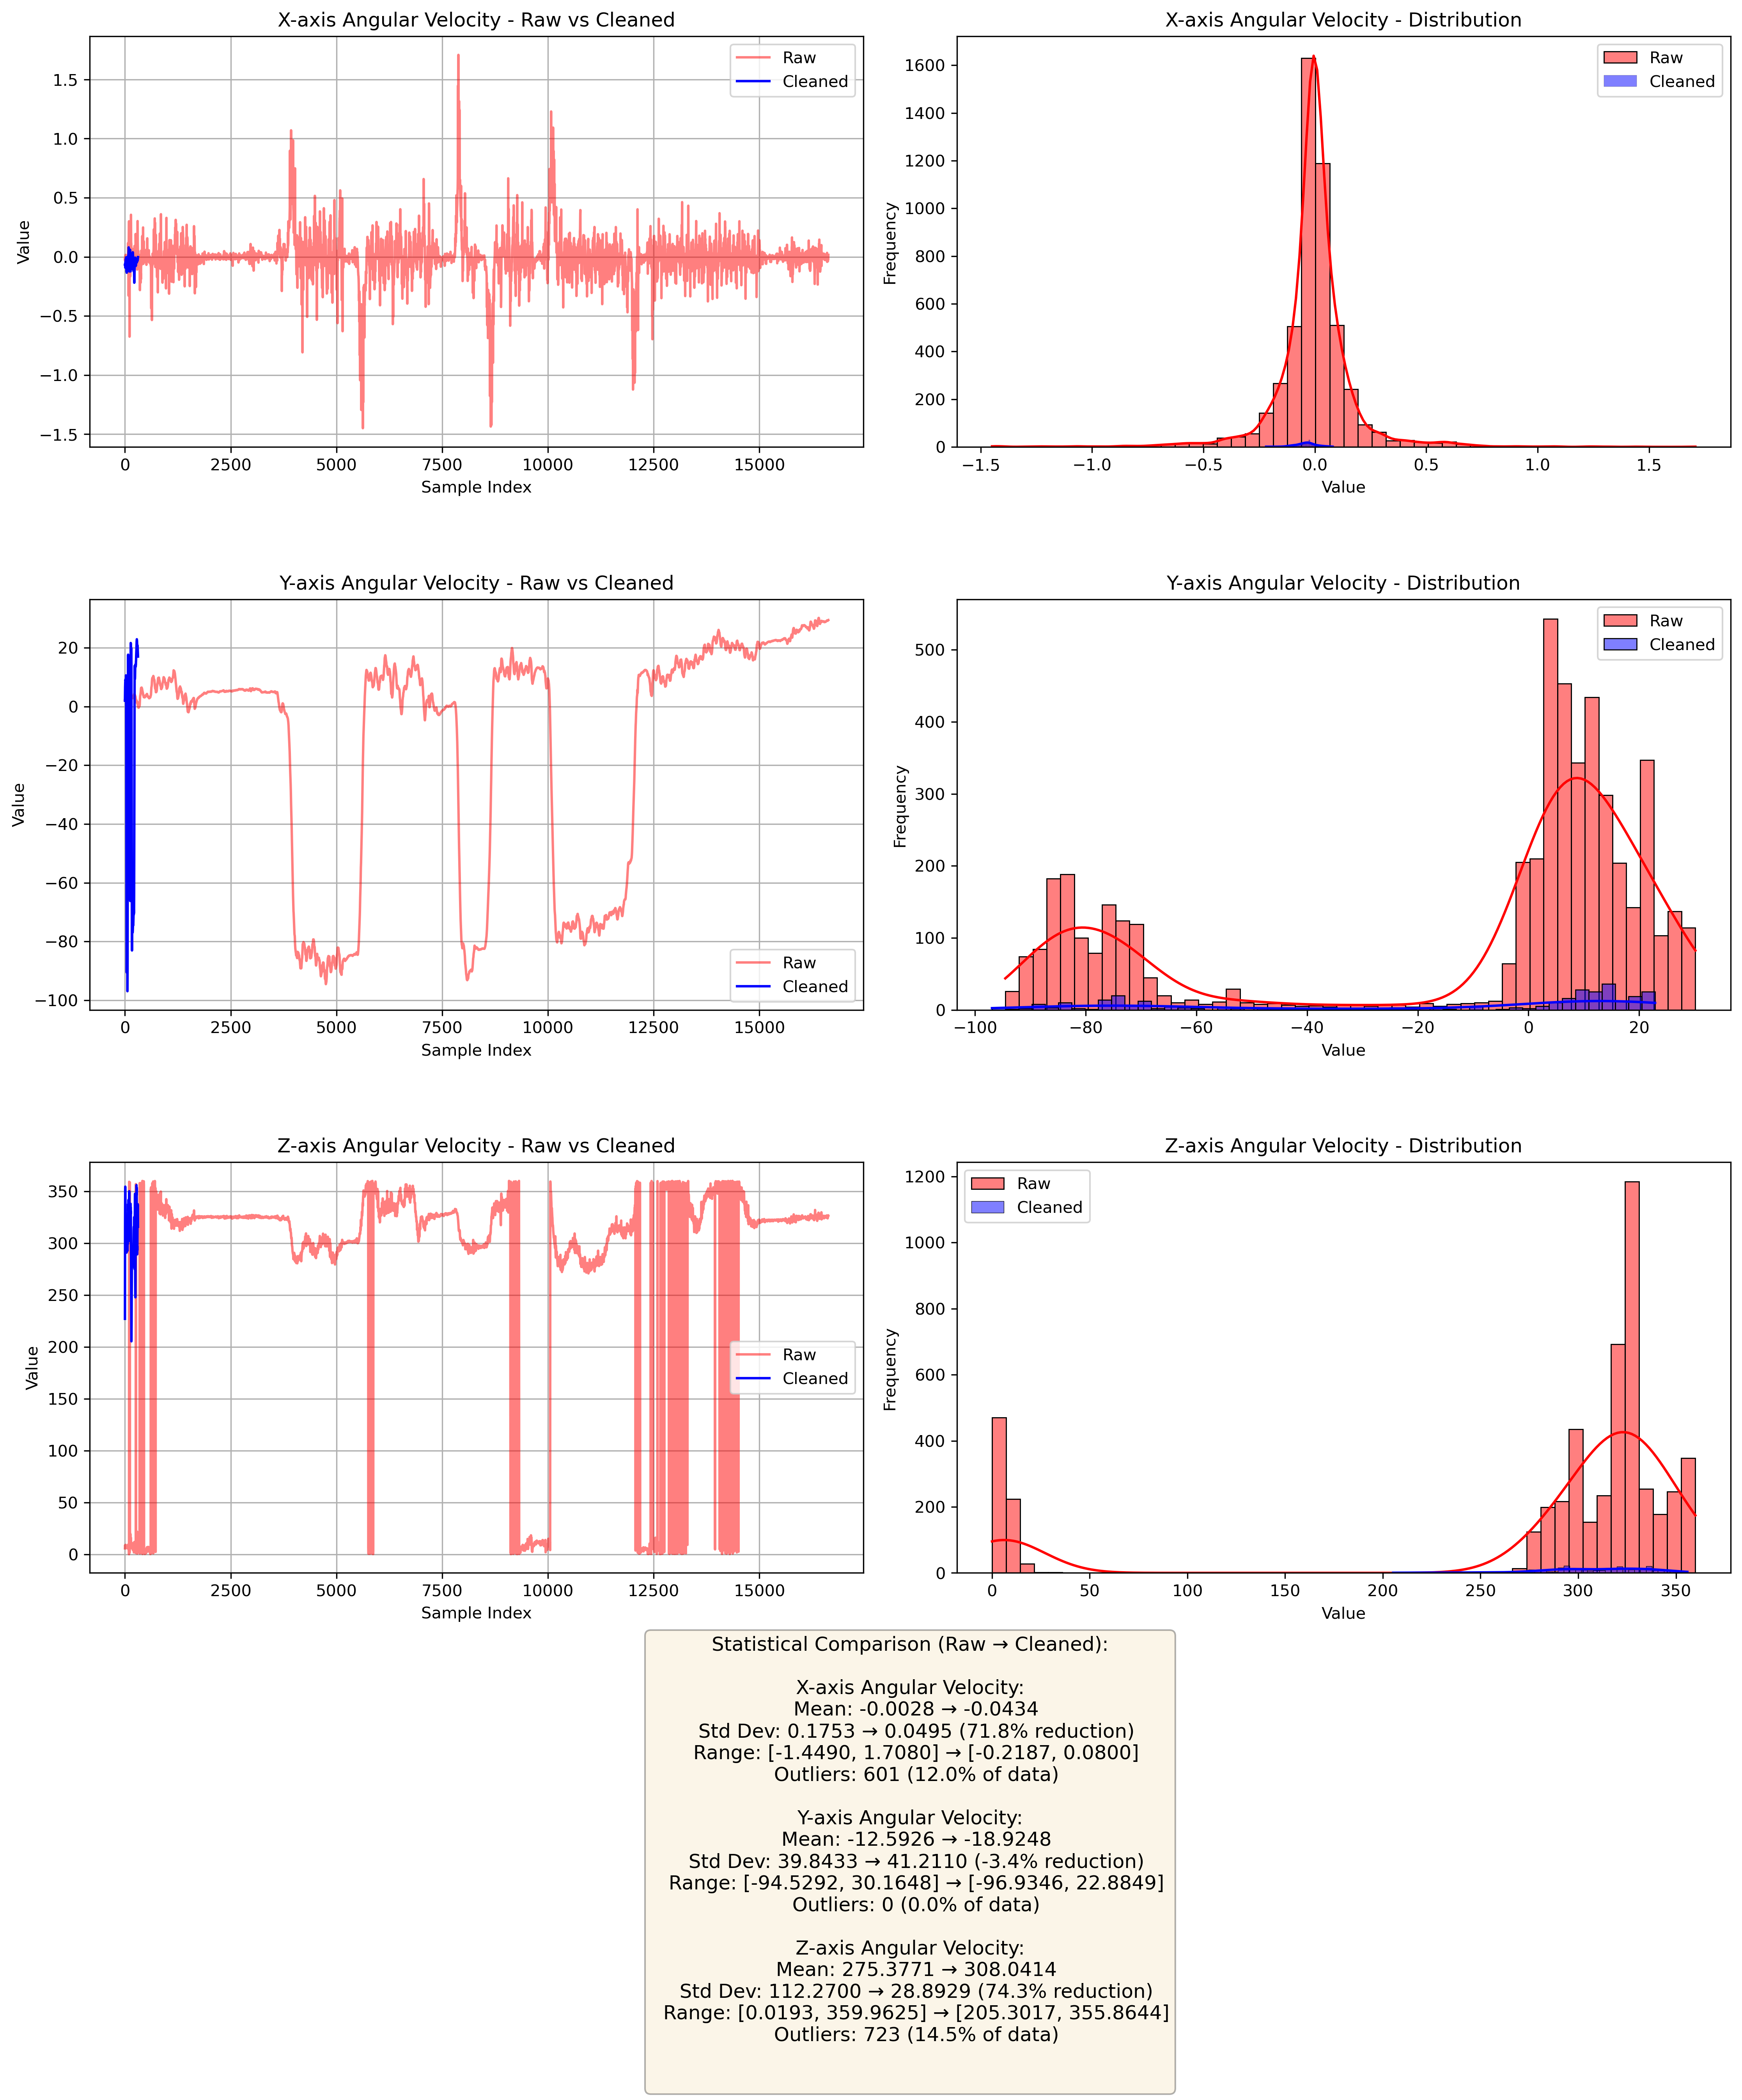 X-axis Angular Velocity - Raw vs Cleaned
Raw
Cleaned
1.5
1.0
0.5
0.0
−0.5
−1.0
−1.5
Value
0 2500 5000 7500 10000 12500 15000
Sample Index
X-axis Angular Velocity - Distribution
Raw
Cleaned
1600
1400
1200
1000
800
600
400
200
0
Frequency
−1.5 −1.0 −0.5 0.0 0.5 1.0 1.5
Value
Y-axis Angular Velocity - Raw vs Cleaned
20
0
−20
−40
−60
−80
−100
Value
Raw
Cleaned
0 2500 5000 7500 10000 12500 15000
Sample Index
Y-axis Angular Velocity - Distribution
Raw
Cleaned
500
400
300
200
100
0
Frequency
−100 −80 −60 −40 −20 0 20
Value
Z-axis Angular Velocity - Raw vs Cleaned
350
300
250
200
150
100
50
0
Value
Raw
Cleaned
0 2500 5000 7500 10000 12500 15000
Sample Index
Z-axis Angular Velocity - Distribution
Raw
Cleaned
1200
1000
800
600
400
200
0
Frequency
0 50 100 150 200 250 300 350
Value
Statistical Comparison (Raw → Cleaned):
X-axis Angular Velocity:
Mean: -0.0028 → -0.0434
Std Dev: 0.1753 → 0.0495 (71.8% reduction)
Range: [-1.4490, 1.7080] → [-0.2187, 0.0800]
Outliers: 601 (12.0% of data)
Y-axis Angular Velocity:
Mean: -12.5926 → -18.9248
Std Dev: 39.8433 → 41.2110 (-3.4% reduction)
Range: [-94.5292, 30.1648] → [-96.9346, 22.8849]
Outliers: 0 (0.0% of data)
Z-axis Angular Velocity:
Mean: 275.3771 → 308.0414
Std Dev: 112.2700 → 28.8929 (74.3% reduction)
Range: [0.0193, 359.9625] → [205.3017, 355.8644]
Outliers: 723 (14.5% of data)